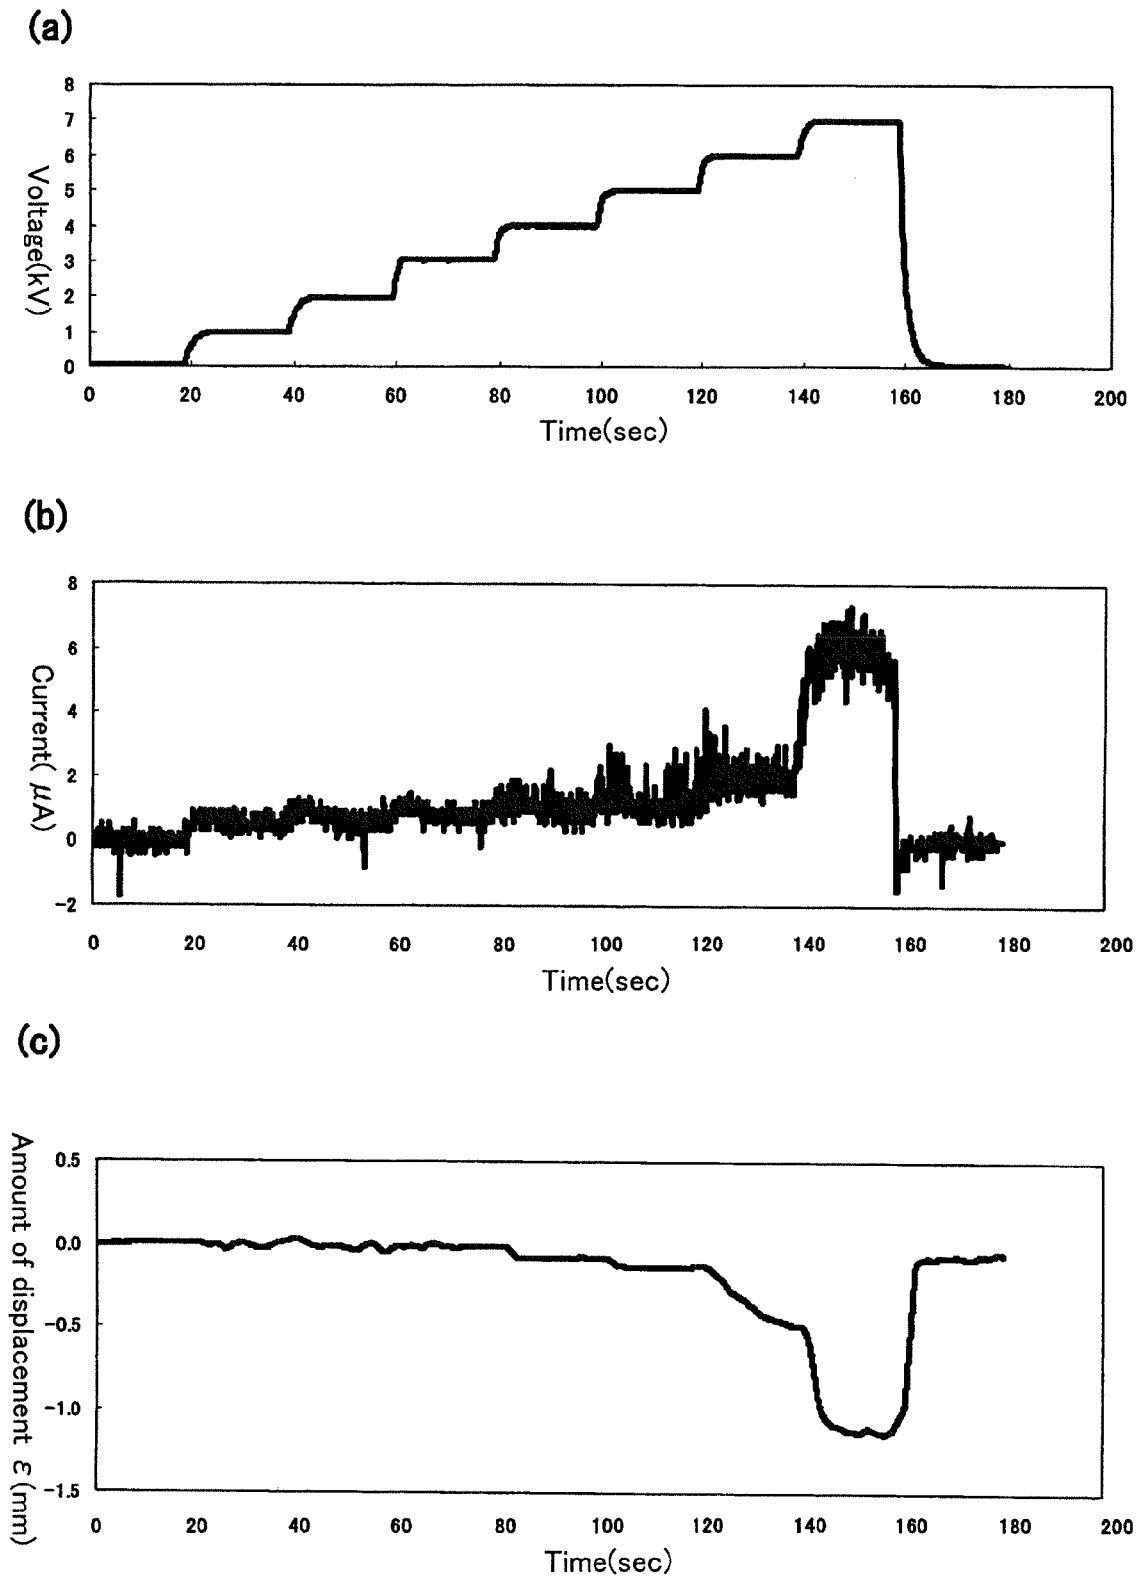 (a)
8
7
6
5
4
3
2
1
0
Voltage(kV)
0 20 40 60 80 100 120 140 160 180 200
Time(sec)
(b)
8
6
4
2
0
-2
Current( μA)
0 20 40 60 80 100 120 140 160 180 200
Time(sec)
(c)
0.5
0.0
-0.5
-1.0
-1.5
Amount of displacement ε(mm)
0 20 40 60 80 100 120 140 160 180 200
Time(sec)